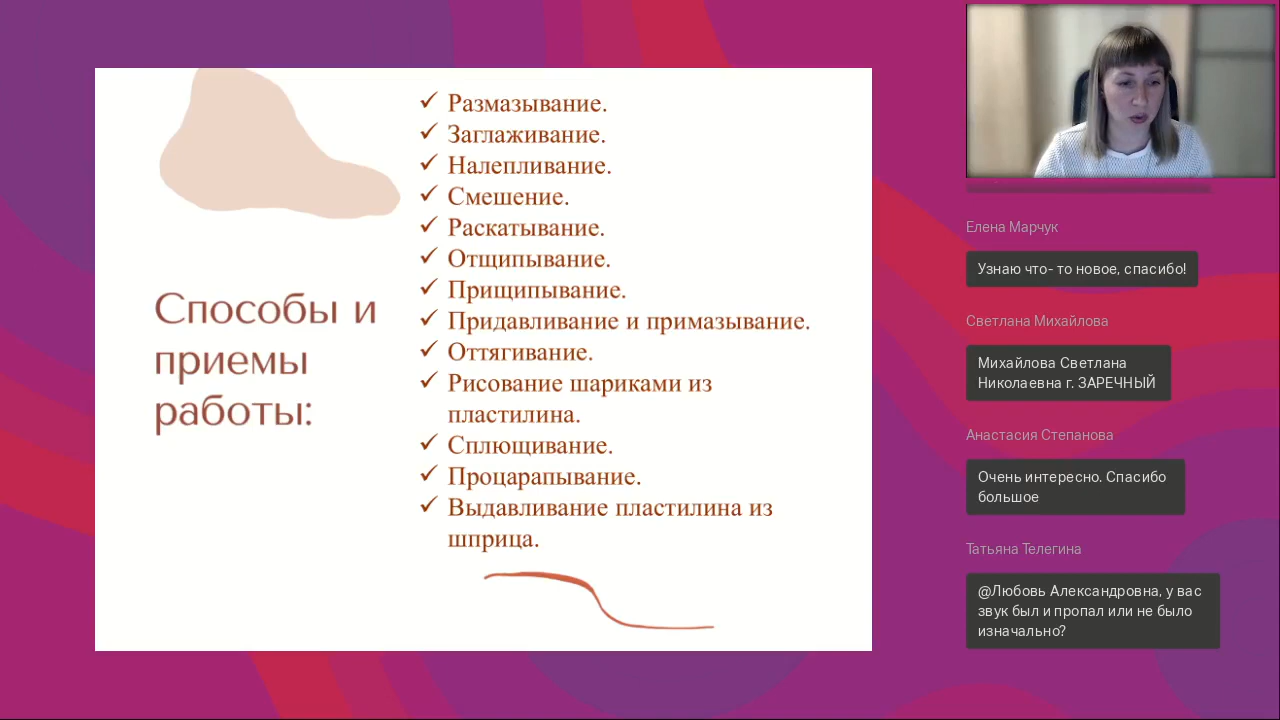 Способы и
приемы
работы:
Размазывание.
Заглаживание.
Налепливание.
Смешение.
Раскатывание.
Отщипывание.
Прищипывание.
Придавливание и примазывание.
Оттягивание.
Рисование шариками из
пластилина.
Сплющивание.
Процарапывание.
Выдавливание пластилина из
шприца.
Елена Марчук
Узнаю что- то новое, спасибо!
Светлана Михайлова
Михайлова Светлана
Николаевна г. ЗАРЕЧНЫЙ
Анастасия Степанова
Очень интересно. Спасибо
большое
Татьяна Телегина
@Любовь Александровна, у вас
звук был и пропал или не было
изначально?